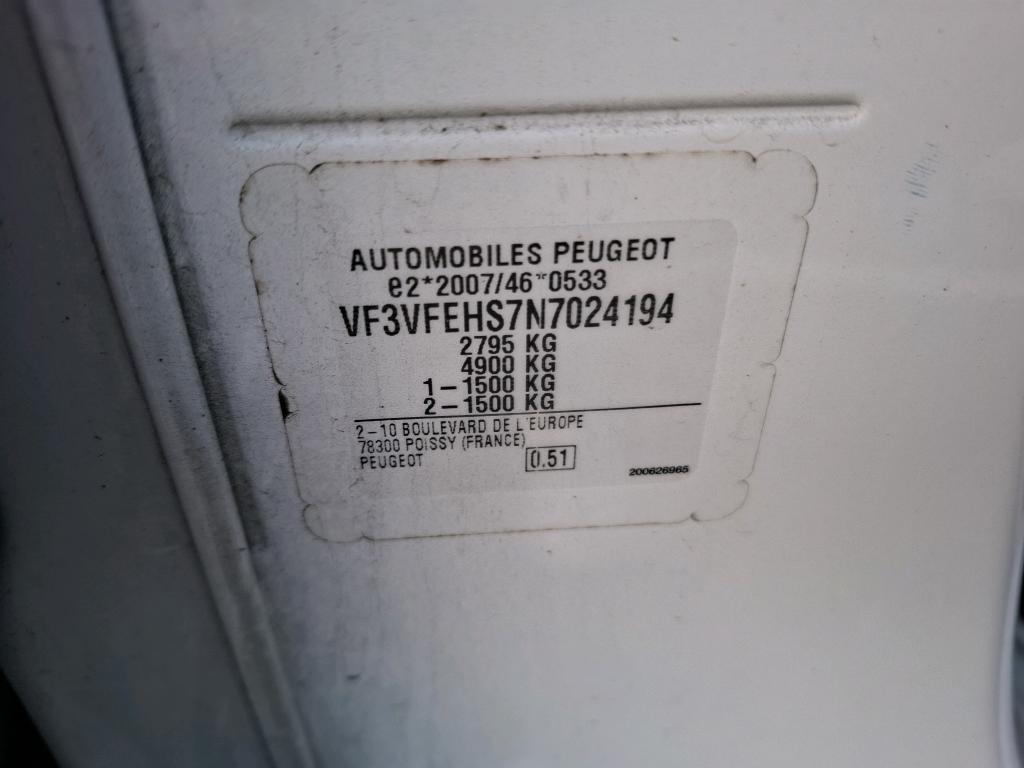 AUTOMOBILES PEUGEOT
e2*2007/46*0533
VF3VFEHS7N7024194
2795 KG
4900 KG
1-1500 KG
2-1500 KG
2-10 BOULEVARD DE L'EUROPE
78300 POISSY (FRANCE)
PEUGEOT
0.51
200626965